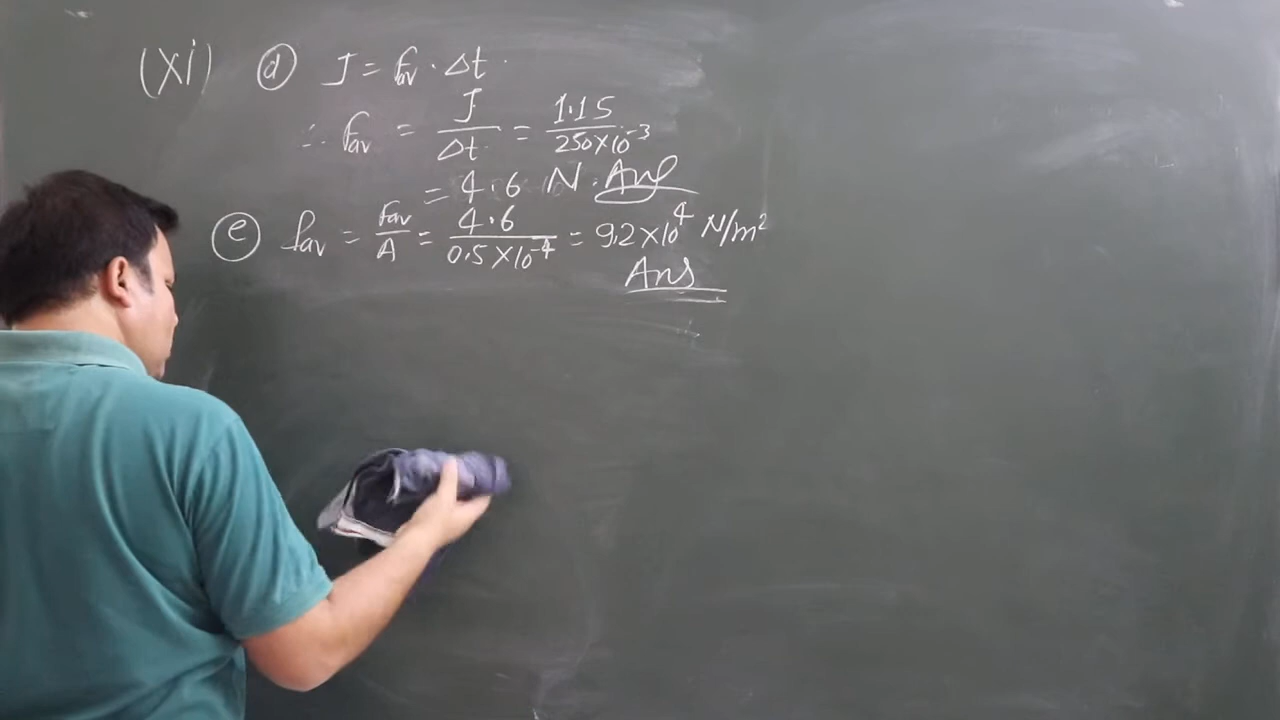 (xi) (d) J = Fav · Δt ·
∴ Fav = J/Δt = 1.15/250×10⁻³
= 4.6 N. Ans
(e) Pav = Fav/A = 4.6/0.5×10⁻⁴ = 9.2×10⁴ N/m²
Ans